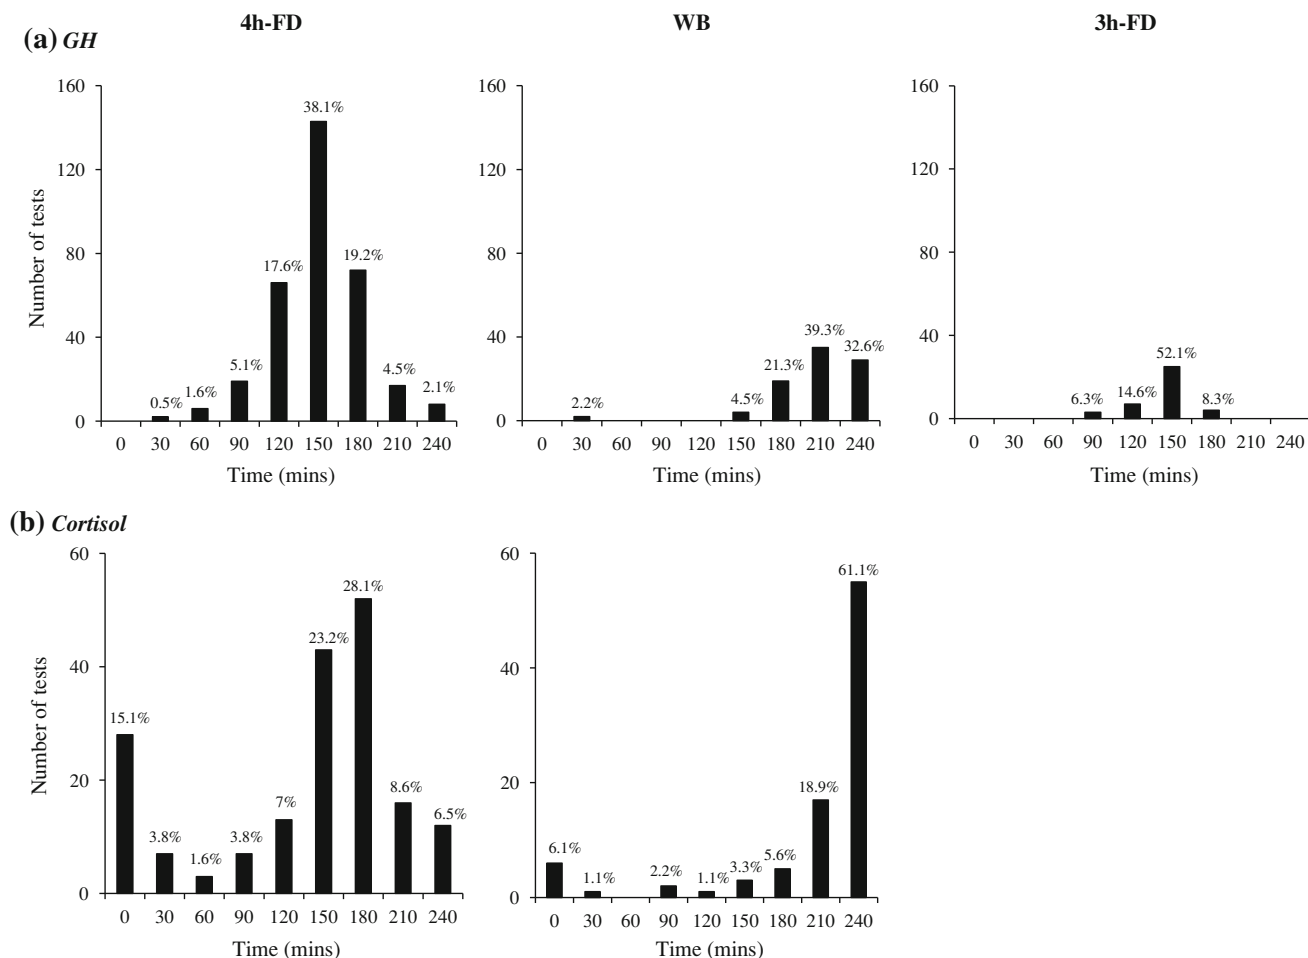 4h-FD WB 3h-FD
(a) GH
160 120 80 40 0
Number of tests
0.5% 1.6% 5.1% 17.6% 38.1% 19.2% 4.5% 2.1%
0 30 60 90 120 150 180 210 240
Time (mins)
160 120 80 40 0
2.2% 4.5% 21.3% 39.3% 32.6%
0 30 60 90 120 150 180 210 240
Time (mins)
160 120 80 40 0
6.3% 14.6% 52.1% 8.3%
0 30 60 90 120 150 180 210 240
Time (mins)
(b) Cortisol
60 40 20 0
Number of tests
15.1% 3.8% 1.6% 3.8% 7% 23.2% 28.1% 8.6% 6.5%
0 30 60 90 120 150 180 210 240
Time (mins)
60 40 20 0
6.1% 1.1% 2.2% 1.1% 3.3% 5.6% 18.9% 61.1%
0 30 60 90 120 150 180 210 240
Time (mins)